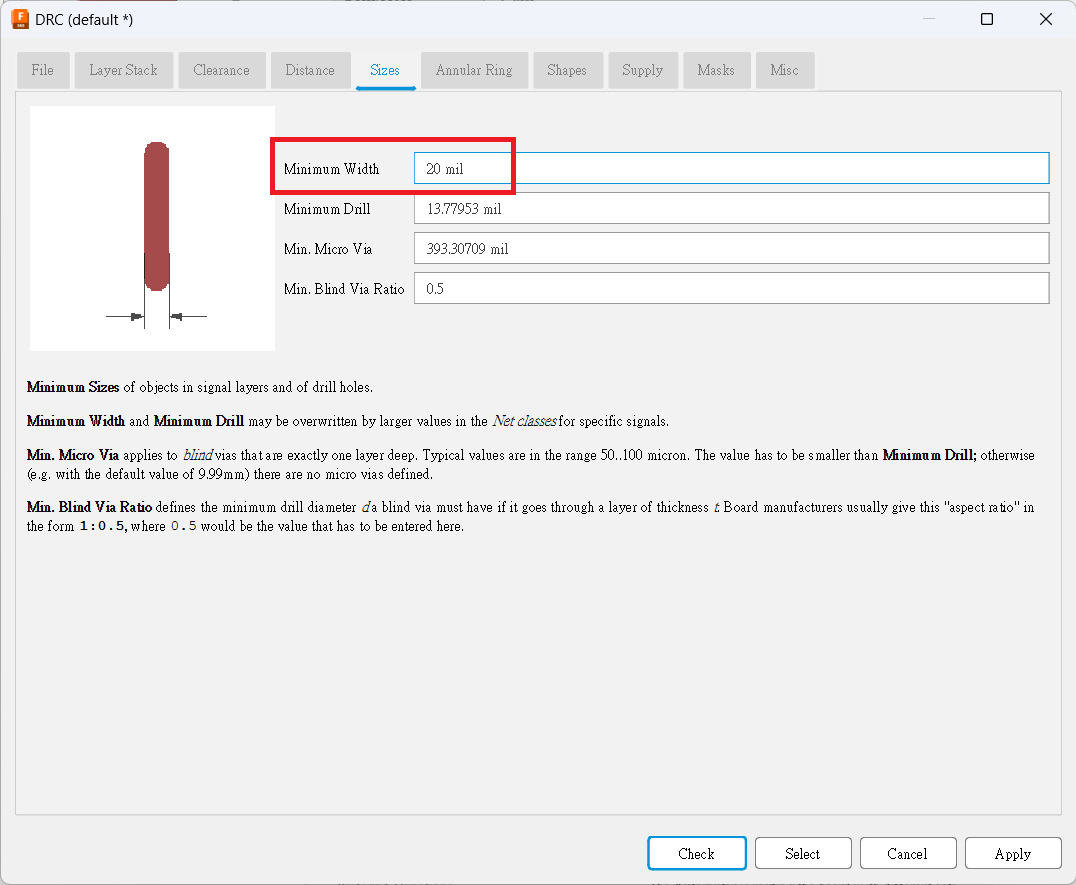 DRC (default *)
File Layer Stack Clearance Distance Sizes Annular Ring Shapes Supply Masks Misc
Minimum Width 20 mil
Minimum Drill 13.77953 mil
Min. Micro Via 393.30709 mil
Min. Blind Via Ratio 0.5
Minimum Sizes of objects in signal layers and of drill holes.
Minimum Width and Minimum Drill may be overwritten by larger values in the Net classes for specific signals.
Min. Micro Via applies to blind vias that are exactly one layer deep. Typical values are in the range 50..100 micron. The value has to be smaller than Minimum Drill; otherwise
(e.g. with the default value of 9.99mm) there are no micro vias defined.
Min. Blind Via Ratio defines the minimum drill diameter d a blind via must have if it goes through a layer of thickness t. Board manufacturers usually give this "aspect ratio" in
the form 1:0.5, where 0.5 would be the value that has to be entered here.
Check Select Cancel Apply